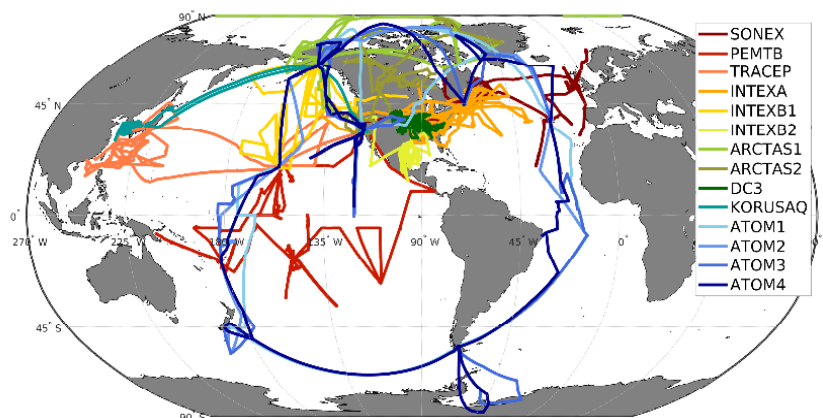 90° N
SONEX
PEMTB
TRACEP
INTEXA
INTEXB1
INTEXB2
ARCTAS1
ARCTAS2
DC3
KORUSAQ
ATOM1
ATOM2
ATOM3
ATOM4
45° N
0°
270° W
225° W
180° W
135° W
90° W
45° W
0°
45° S
90° S